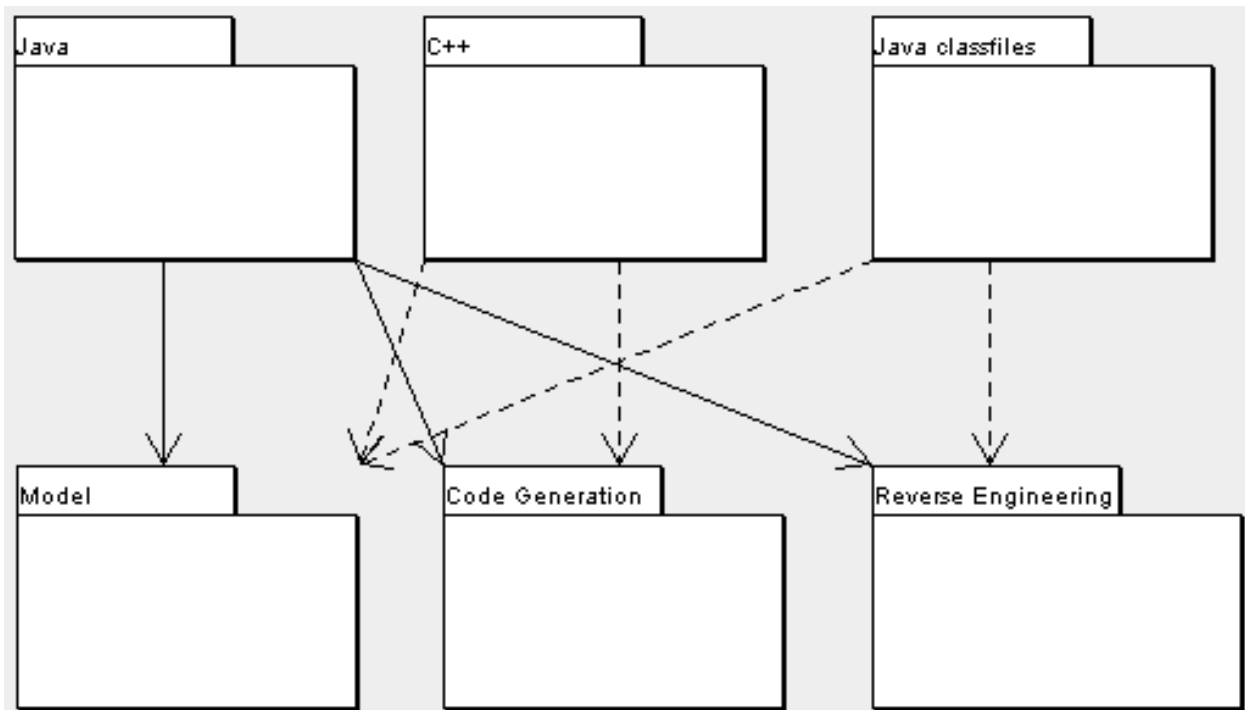 Java
C++
Java classfiles
Model
Code Generation
Reverse Engineering